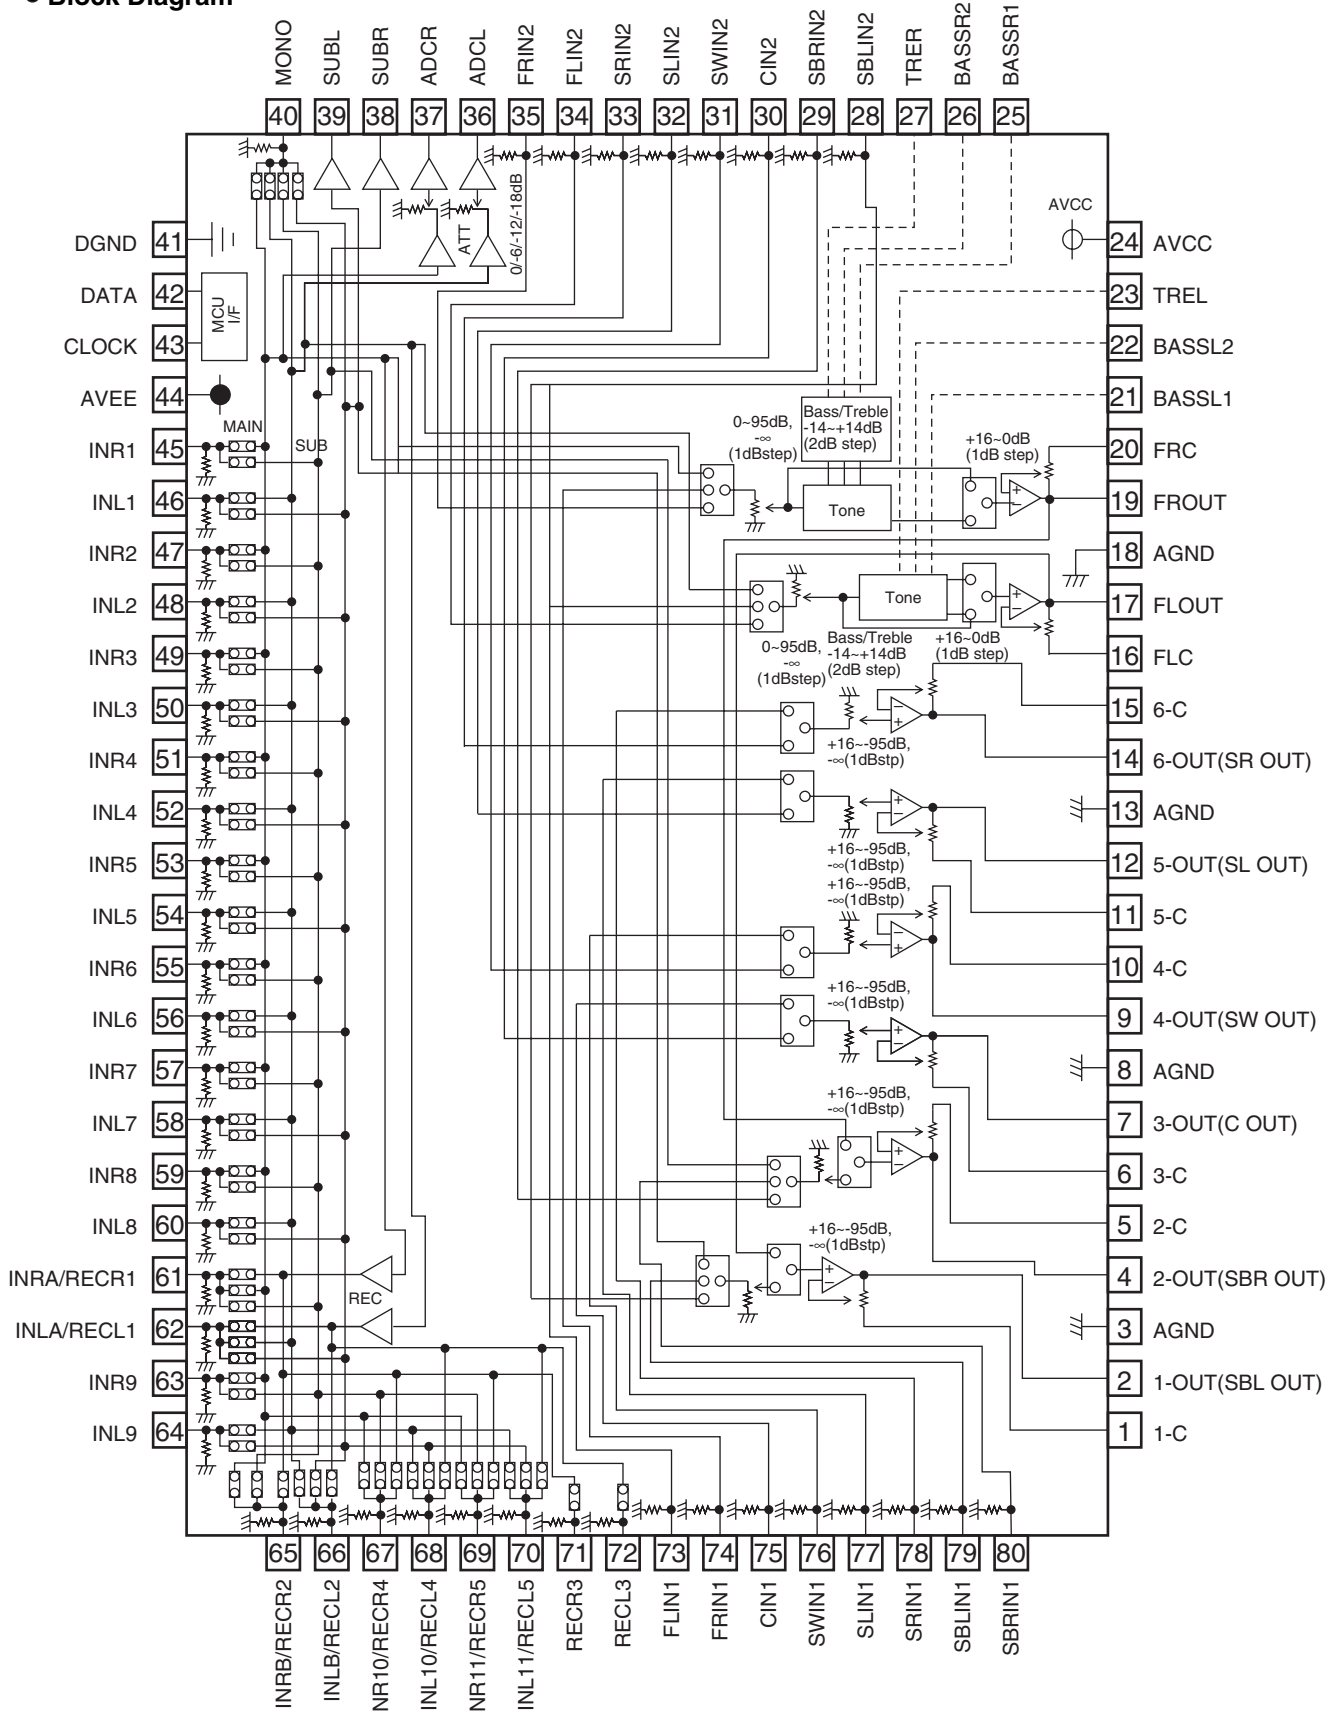 ● Block Diagram
MONO
SUBL
SUBR
ADCR
ADCL
FRIN2
FLIN2
SRIN2
SLIN2
SWIN2
CIN2
SBRIN2
SBLIN2
TRER
BASSR2
BASSR1
40
39
38
37
36
35
34
33
32
31
30
29
28
27
26
25
DGND 41
DATA 42
CLOCK 43
AVEE 44
INR1 45
INL1 46
INR2 47
INL2 48
INR3 49
INL3 50
INR4 51
INL4 52
INR5 53
INL5 54
INR6 55
INL6 56
INR7 57
INL7 58
INR8 59
INL8 60
INRA/RECR1 61
INLA/RECL1 62
INR9 63
INL9 64
MCU
I/F
MAIN
SUB
ATT
0/-6/-12/-18dB
REC
AVCC
Bass/Treble
-14~+14dB
(2dB step)
0~95dB,
-∞
(1dBstep)
+16~0dB
(1dB step)
Tone
Tone
0~95dB,
-∞
(1dBstep)
Bass/Treble
-14~+14dB
(2dB step)
+16~0dB
(1dB step)
+16~-95dB,
-∞(1dBstp)
+16~-95dB,
-∞(1dBstp)
+16~-95dB,
-∞(1dBstp)
+16~-95dB,
-∞(1dBstp)
+16~-95dB,
-∞(1dBstp)
+16~-95dB,
-∞(1dBstp)
24 AVCC
23 TREL
22 BASSL2
21 BASSL1
20 FRC
19 FROUT
18 AGND
17 FLOUT
16 FLC
15 6-C
14 6-OUT(SR OUT)
13 AGND
12 5-OUT(SL OUT)
11 5-C
10 4-C
9 4-OUT(SW OUT)
8 AGND
7 3-OUT(C OUT)
6 3-C
5 2-C
4 2-OUT(SBR OUT)
3 AGND
2 1-OUT(SBL OUT)
1 1-C
65
66
67
68
69
70
71
72
73
74
75
76
77
78
79
80
INRB/RECR2
INLB/RECL2
NR10/RECR4
INL10/RECL4
NR11/RECR5
INL11/RECL5
RECR3
RECL3
FLIN1
FRIN1
CIN1
SWIN1
SLIN1
SRIN1
SBLIN1
SBRIN1